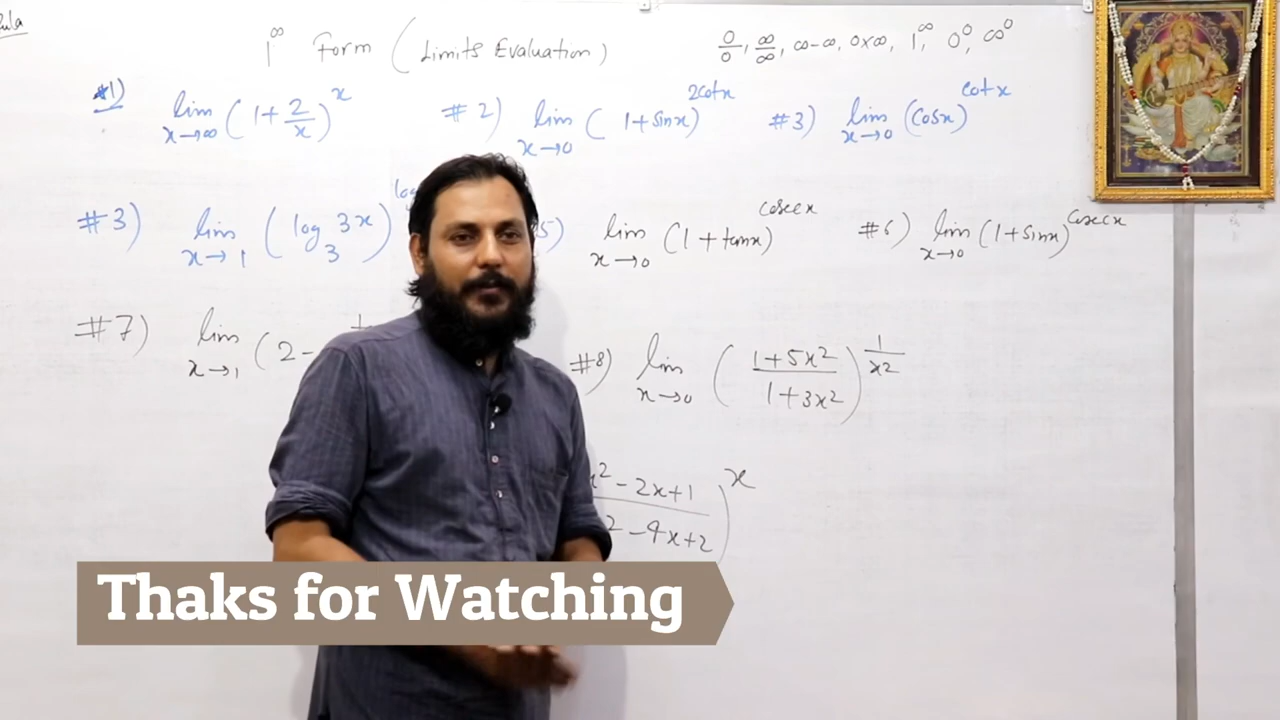 1^∞ Form (Limits Evaluation) 0/0, ∞/∞, ∞-∞, 0×∞, 1^∞, 0^0, ∞^0
#1) lim x→∞ (1+2/x)^x #2) lim x→0 (1+sinx)^2cotx #3) lim x→0 (cosx)^cotx
#3) lim x→1 (log_3 3x) 5) lim x→0 (1+tanx)^cosecx #6) lim x→0 (1+sinx)^cosecx
#7) lim x→1 (2- #8) lim x→0 ((1+5x^2)/(1+3x^2))^1/x^2
x^2-2x+1
2-4x+2)^x
Thaks for Watching